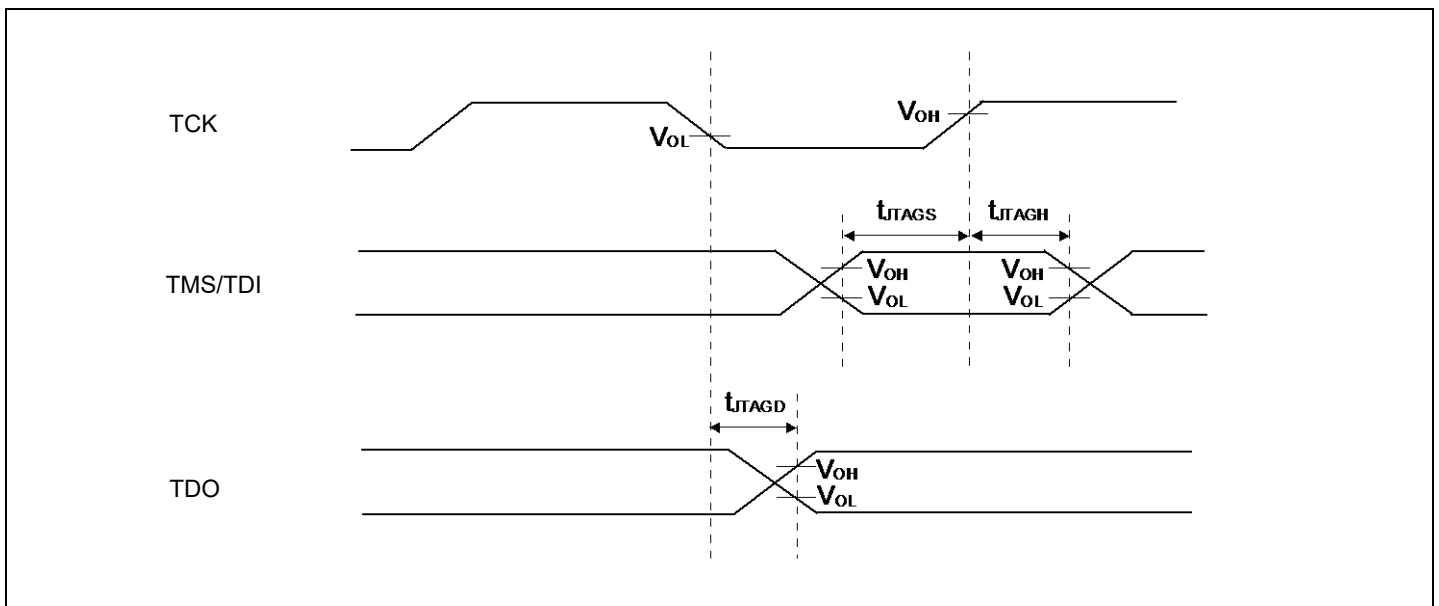 TCK
VOL
VOH
tJTAGS
tJTAGH
TMS/TDI
VOH
VOH
VOL
VOL
tJTAGD
TDO
VOH
VOL